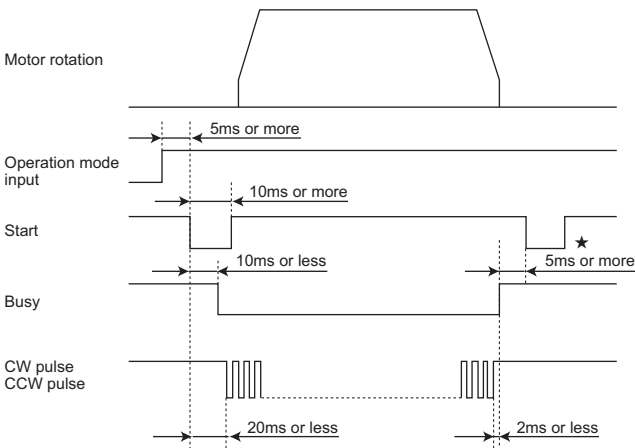 Motor rotation
5ms or more
Operation mode
input
10ms or more
Start
★
10ms or less
5ms or more
Busy
CW pulse
CCW pulse
20ms or less
2ms or less